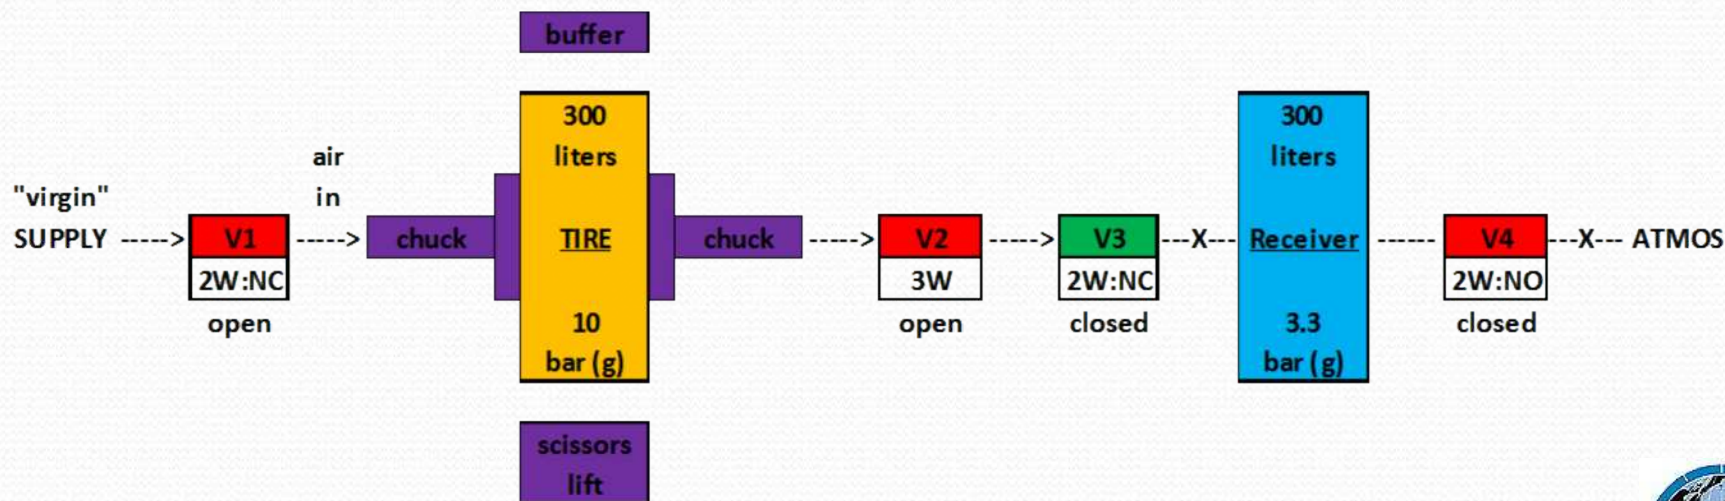 buffer
300
liters
TIRE
10
bar (g)
air
in
"virgin"
SUPPLY ----->
V1
2W:NC
open
----->
chuck
chuck
----->
V2
3W
open
----->
V3
2W:NC
closed
---X---
300
liters
Receiver
3.3
bar (g)
------
V4
2W:NO
closed
---X--- ATMOS
scissors
lift